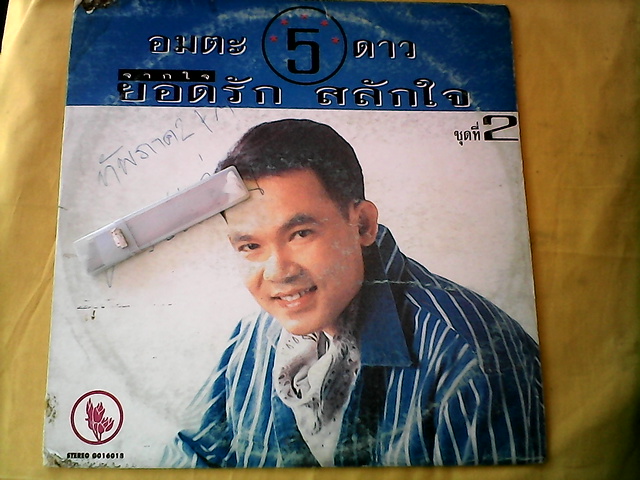 อมตะ 5 ดาว
จากใจ
ยอดรัก สลักใจ
ชุดที่ 2
STEREO 0016018